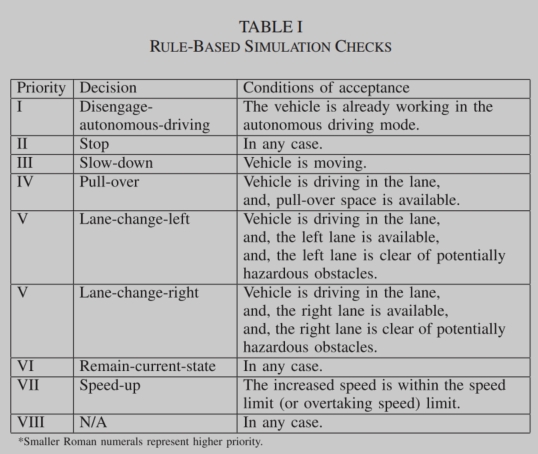 TABLE I
RULE-BASED SIMULATION CHECKS
Priority Decision Conditions of acceptance
I Disengage- The vehicle is already working in the
autonomous-driving autonomous driving mode.
II Stop In any case.
III Slow-down Vehicle is moving.
IV Pull-over Vehicle is driving in the lane,
and, pull-over space is available.
V Lane-change-left Vehicle is driving in the lane,
and, the left lane is available,
and, the left lane is clear of potentially
hazardous obstacles.
V Lane-change-right Vehicle is driving in the lane,
and, the right lane is available,
and, the right lane is clear of potentially
hazardous obstacles.
VI Remain-current-state In any case.
VII Speed-up The increased speed is within the speed
limit (or overtaking speed) limit.
VIII N/A In any case.
*Smaller Roman numerals represent higher priority.